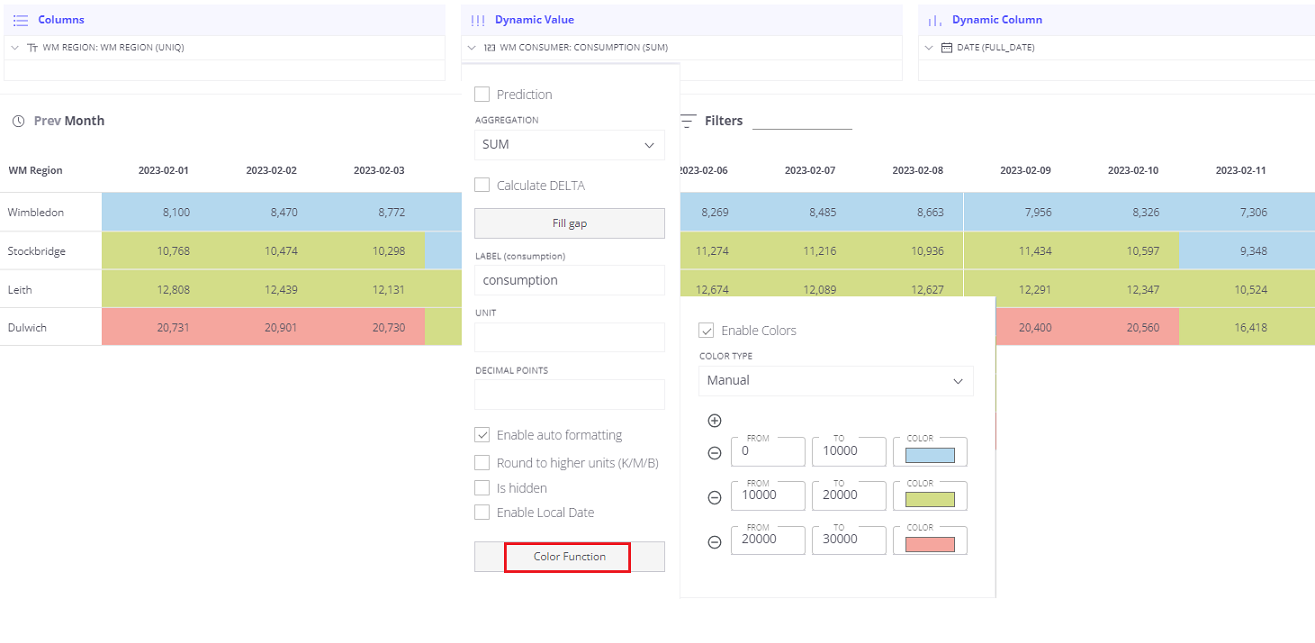 Columns
Dynamic Value
Dynamic Column
Tт WM REGION: WM REGION (UNIQ)
123 WM CONSUMER: CONSUMPTION (SUM)
DATE (FULL_DATE)
Prev Month
Filters
WM Region 2023-02-01 2023-02-02 2023-02-03 2023-02-06 2023-02-07 2023-02-08 2023-02-09 2023-02-10 2023-02-11
Wimbledon 8,100 8,470 8,772 8,269 8,485 8,663 7,956 8,326 7,306
Stockbridge 10,768 10,474 10,298 11,274 11,216 10,936 11,434 10,597 9,348
Leith 12,808 12,439 12,131 12,674 12,089 12,627 12,291 12,347 10,524
Dulwich 20,731 20,901 20,730 20,400 20,560 16,418
Prediction
AGGREGATION
SUM
Calculate DELTA
Fill gap
LABEL (consumption)
consumption
UNIT
DECIMAL POINTS
Enable auto formatting
Round to higher units (K/M/B)
Is hidden
Enable Local Date
Color Function
Enable Colors
COLOR TYPE
Manual
FROM TO COLOR
0 10000
FROM TO COLOR
10000 20000
FROM TO COLOR
20000 30000